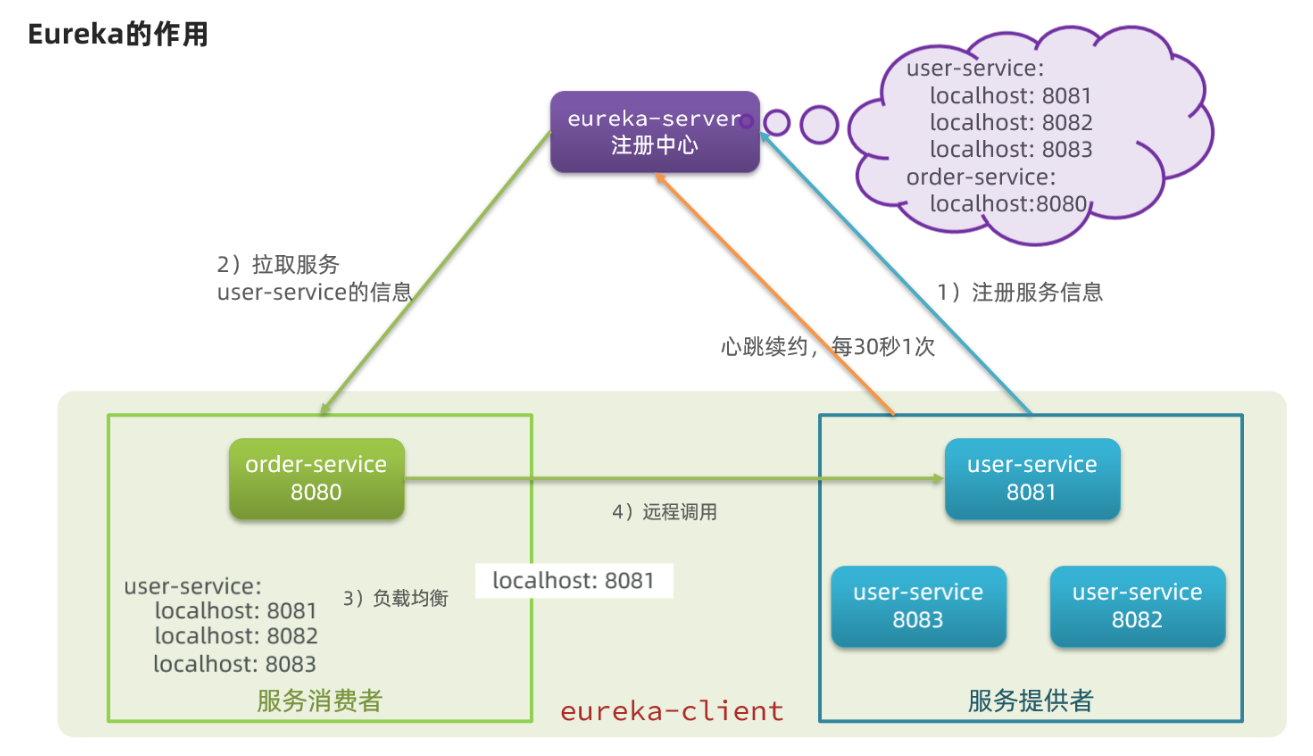 Eureka的作用
eureka-server
注册中心
user-service:
localhost: 8081
localhost: 8082
localhost: 8083
order-service:
localhost:8080
2）拉取服务
user-service的信息
1）注册服务信息
心跳续约，每30秒1次
order-service
8080
user-service
8081
4）远程调用
user-service:
localhost: 8081
localhost: 8082
localhost: 8083
3）负载均衡
localhost: 8081
user-service
8083
user-service
8082
服务消费者
eureka-client
服务提供者